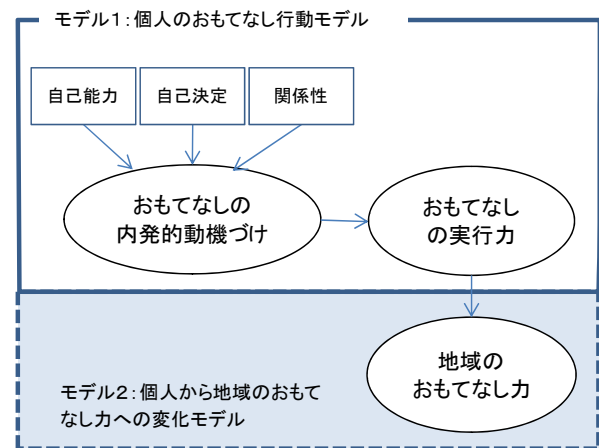 モデル1:個人のおもてなし行動モデル
自己能力
自己決定
関係性
おもてなしの
内発的動機づけ
おもてなし
の実行力
地域の
おもてなし力
モデル2:個人から地域のおもて
なし力への変化モデル